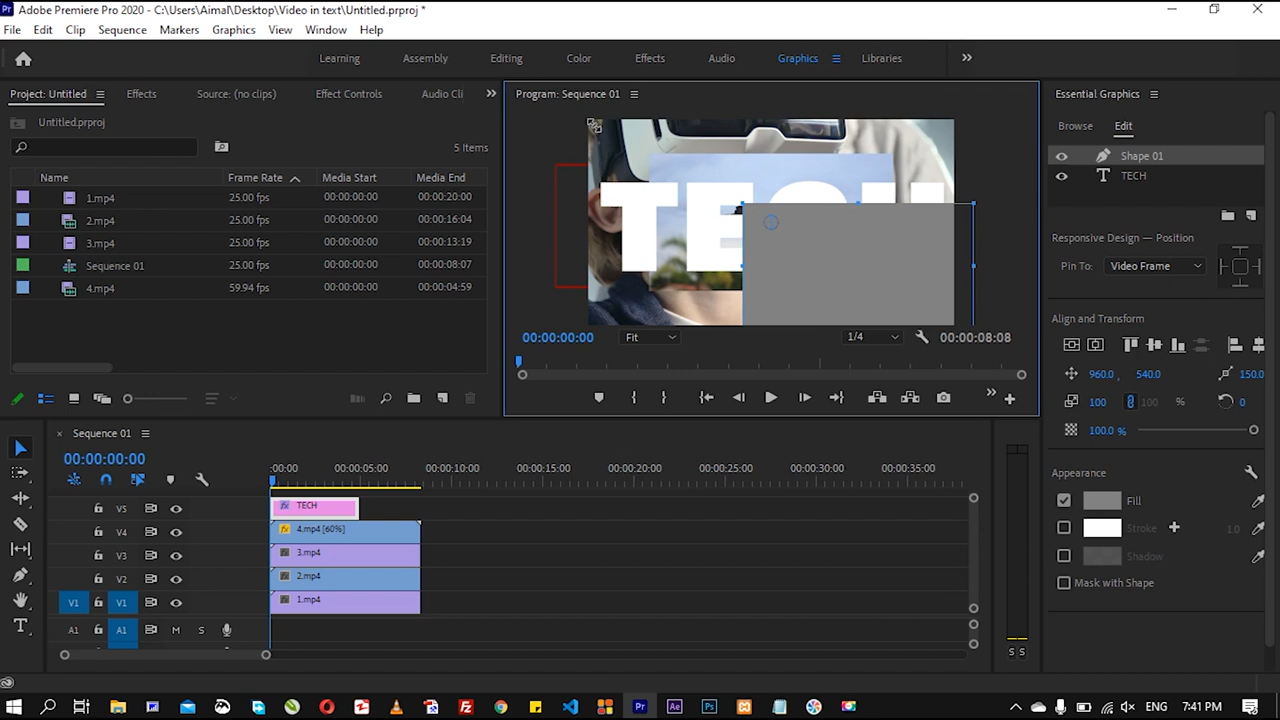 Adobe Premiere Pro 2020 - C:\Users\Aimal\Desktop\Video in text\Untitled.prproj *
File Edit Clip Sequence Markers Graphics View Window Help
Learning Assembly Editing Color Effects Audio Graphics Libraries
Project: Untitled Effects Source: (no clips) Effect Controls Audio Cli
Program: Sequence 01
Essential Graphics
Untitled.prproj
Browse Edit
5 Items
Shape 01
TECH
Name Frame Rate Media Start Media End
1.mp4 25.00 fps 00:00:00:00 00:00:20:00
2.mp4 25.00 fps 00:00:00:00 00:00:16:04
3.mp4 25.00 fps 00:00:00:00 00:00:13:19
Sequence 01 25.00 fps 00:00:00:00 00:00:08:07
4.mp4 59.94 fps 00:00:00:00 00:00:04:59
Responsive Design — Position
Pin To: Video Frame
Align and Transform
00:00:00:00 Fit 1/4 00:00:08:08
960.0 , 540.0 150.0
100 100 % 0
100.0 %
Sequence 01
00:00:00:00
:00:00 00:00:05:00 00:00:10:00 00:00:15:00 00:00:20:00 00:00:25:00 00:00:30:00 00:00:35:00
Appearance
Fill
Stroke 1.0
Shadow
Mask with Shape
V5 TECH
V4 4.mp4 [60%]
V3 3.mp4
V2 2.mp4
V1 V1 1.mp4
A1 A1 M S
S S
ENG 7:41 PM